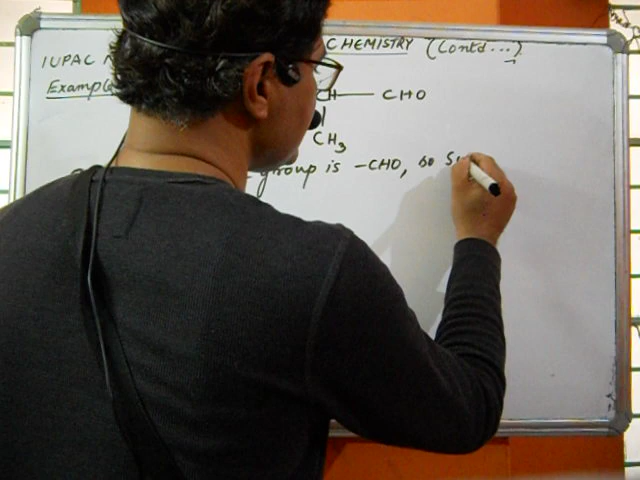 IUPAC CHEMISTRY (Contd...)
Example
CH — CHO
CH3
group is -CHO, so